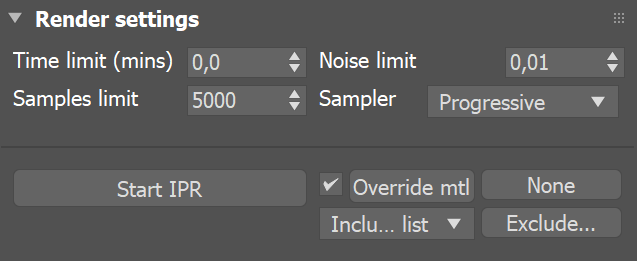 Render settings
Time limit (mins) 0,0 Noise limit 0,01
Samples limit 5000 Sampler Progressive
Start IPR Override mtl None
Inclu... list Exclude...